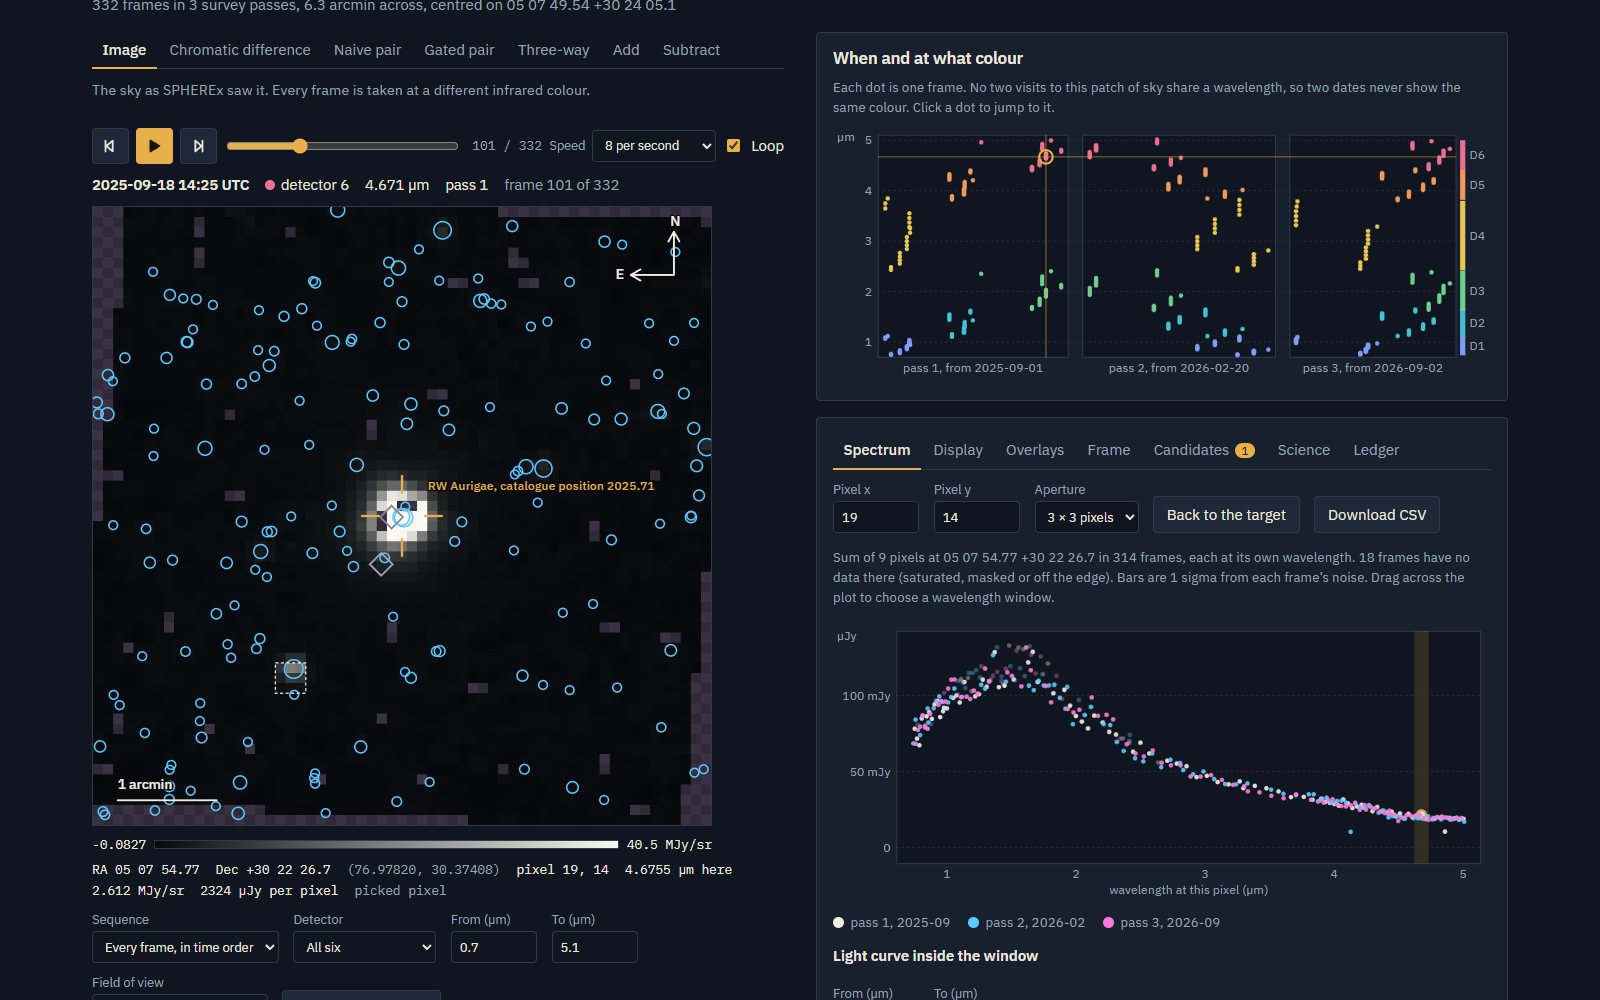 332 frames in 3 survey passes, 6.3 arcmin across, centred on 05 07 49.54 +30 24 05.1
Image Chromatic difference Naive pair Gated pair Three-way Add Subtract
The sky as SPHEREx saw it. Every frame is taken at a different infrared colour.
101 / 332 Speed 8 per second Loop
2025-09-18 14:25 UTC detector 6 4.671 µm pass 1 frame 101 of 332
N
E
RW Aurigae, catalogue position 2025.71
1 arcmin
-0.0827 40.5 MJy/sr
RA 05 07 54.77 Dec +30 22 26.7 (76.97820, 30.37408) pixel 19, 14 4.6755 µm here
2.612 MJy/sr 2324 µJy per pixel picked pixel
Sequence Detector From (µm) To (µm)
Every frame, in time order All six 0.7 5.1
Field of view
When and at what colour
Each dot is one frame. No two visits to this patch of sky share a wavelength, so two dates never show the
same colour. Click a dot to jump to it.
µm 5
4
3
2
1
D6
D5
D4
D3
D2
D1
pass 1, from 2025-09-01 pass 2, from 2026-02-20 pass 3, from 2026-09-02
Spectrum Display Overlays Frame Candidates 1 Science Ledger
Pixel x Pixel y Aperture
19 14 3 × 3 pixels Back to the target Download CSV
Sum of 9 pixels at 05 07 54.77 +30 22 26.7 in 314 frames, each at its own wavelength. 18 frames have no
data there (saturated, masked or off the edge). Bars are 1 sigma from each frame's noise. Drag across the
plot to choose a wavelength window.
µJy
100 mJy
50 mJy
0
1 2 3 4 5
wavelength at this pixel (µm)
pass 1, 2025-09 pass 2, 2026-02 pass 3, 2026-09
Light curve inside the window
From (µm) To (µm)